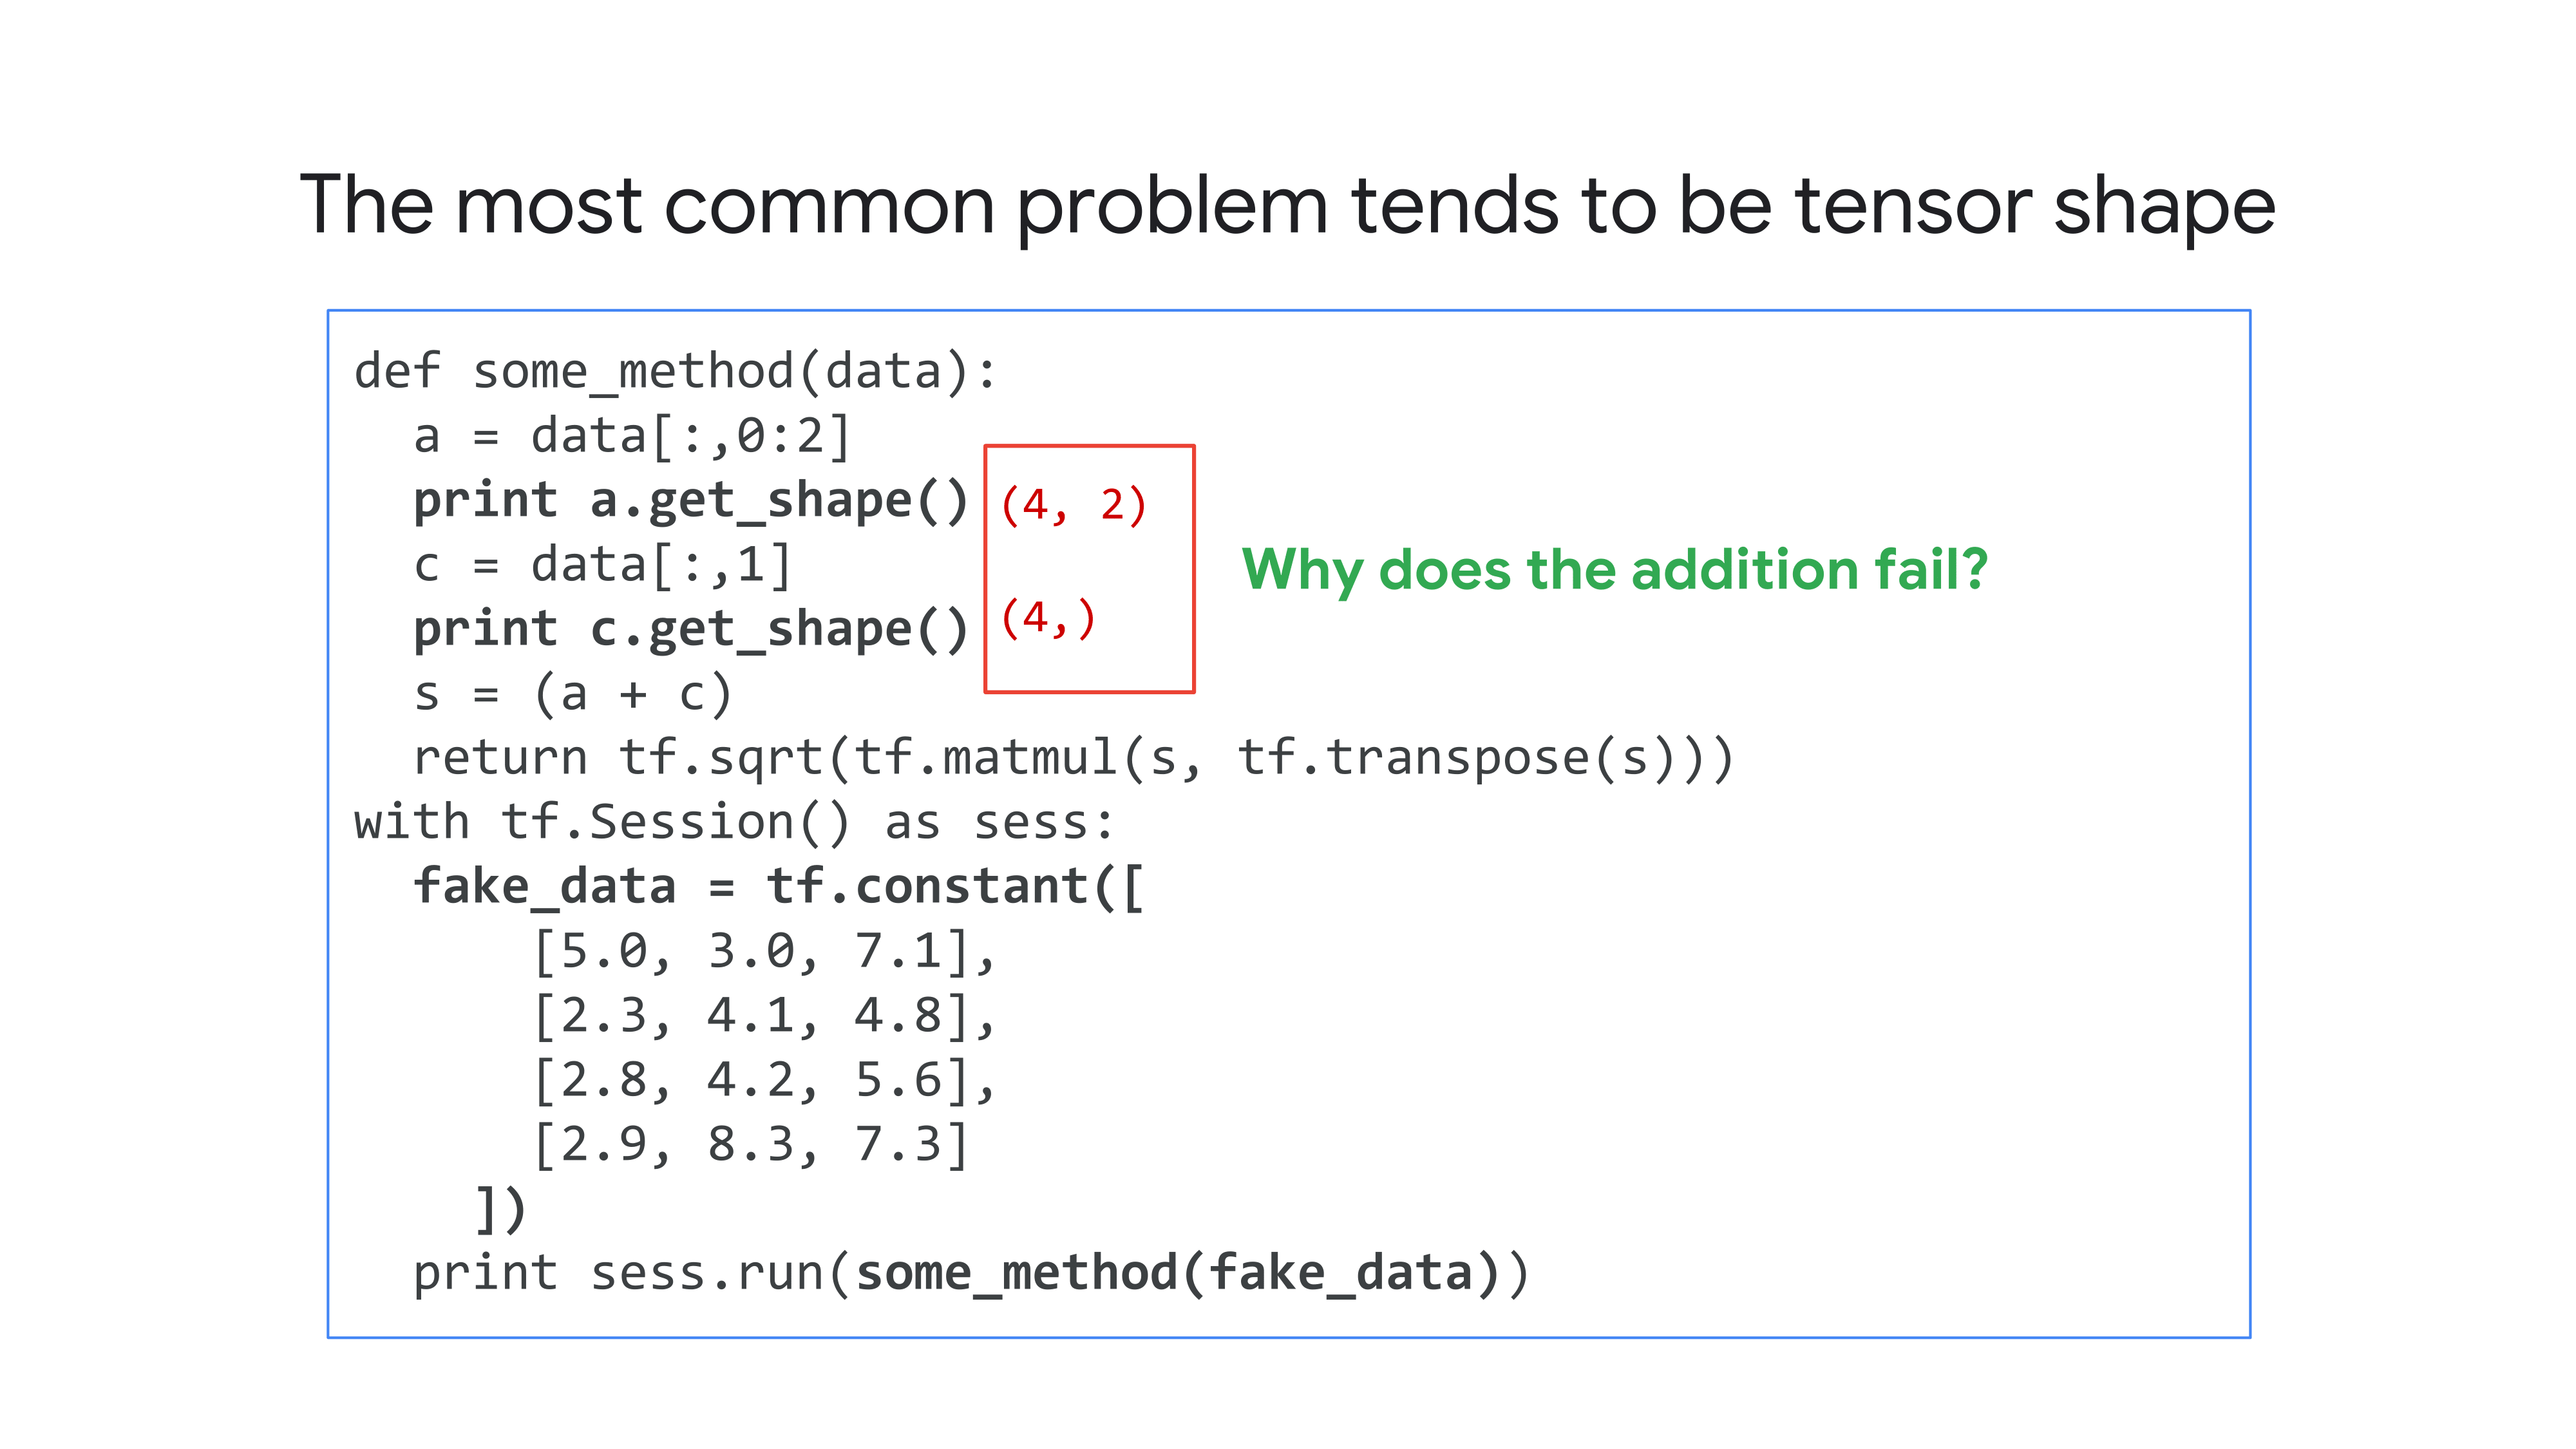 The most common problem tends to be tensor shape
def some_method(data):
  a = data[:,0:2]
  print a.get_shape() (4, 2)
  c = data[:,1]
Why does the addition fail?
  print c.get_shape() (4,)
  s = (a + c)
  return tf.sqrt(tf.matmul(s, tf.transpose(s)))
with tf.Session() as sess:
  fake_data = tf.constant([
      [5.0, 3.0, 7.1],
      [2.3, 4.1, 4.8],
      [2.8, 4.2, 5.6],
      [2.9, 8.3, 7.3]
    ])
  print sess.run(some_method(fake_data))